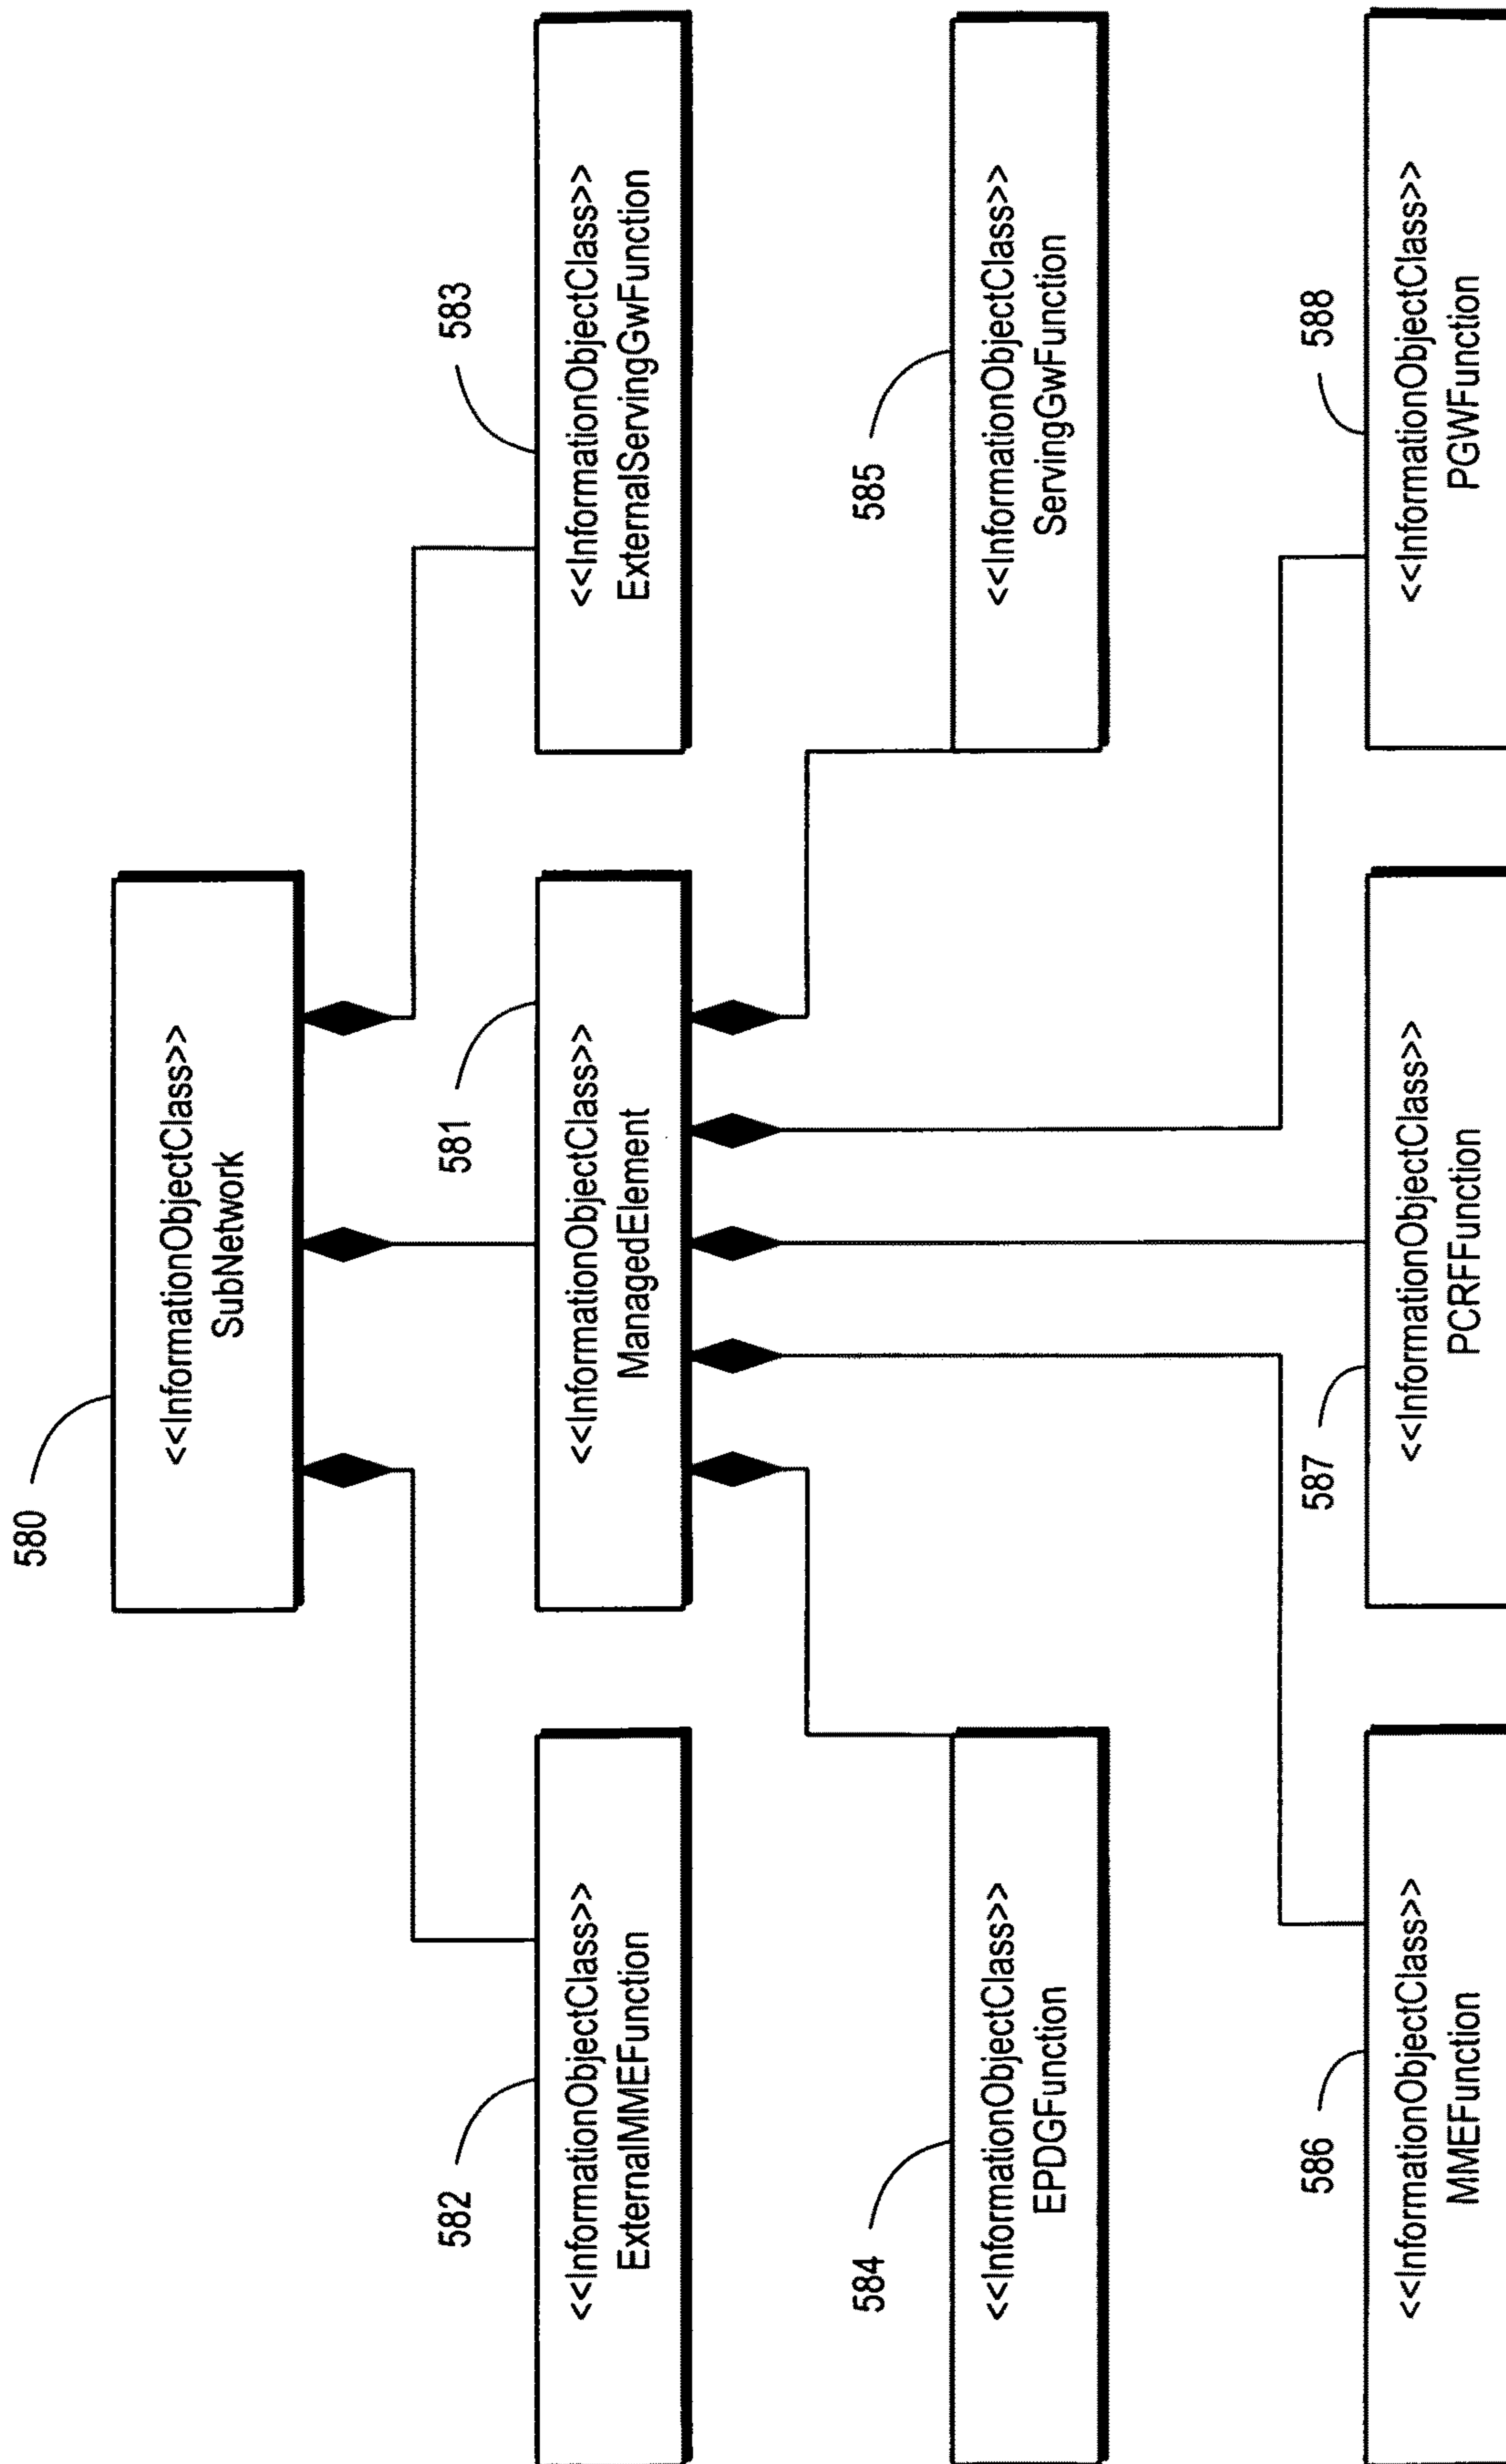 580
<<InformationObjectClass>>
SubNetwork
582
<<InformationObjectClass>>
ExternalMMEFunction
581
<<InformationObjectClass>>
ManagedElement
583
<<InformationObjectClass>>
ExternalServingGwFunction
584
<<InformationObjectClass>>
EPDGFunction
585
<<InformationObjectClass>>
ServingGwFunction
586
<<InformationObjectClass>>
MMEFunction
587
<<InformationObjectClass>>
PCRFFunction
588
<<InformationObjectClass>>
PGWFunction